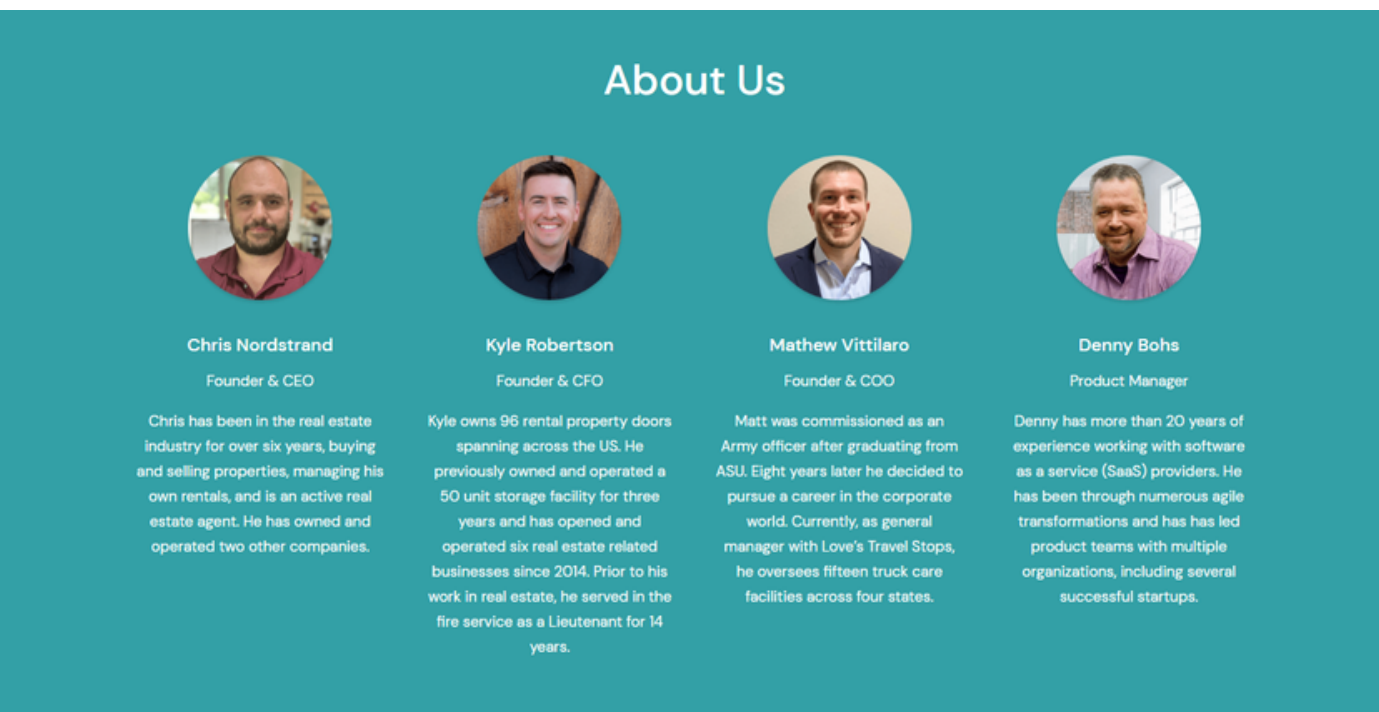 About Us
Chris Nordstrand
Founder & CEO
Chris has been in the real estate
industry for over six years, buying
and selling properties, managing his
own rentals, and is an active real
estate agent. He has owned and
operated two other companies.
Kyle Robertson
Founder & CFO
Kyle owns 96 rental property doors
spanning across the US. He
previously owned and operated a
50 unit storage facility for three
years and has opened and
operated six real estate related
businesses since 2014. Prior to his
work in real estate, he served in the
fire service as a Lieutenant for 14
years.
Mathew Vittilaro
Founder & COO
Matt was commissioned as an
Army officer after graduating from
ASU. Eight years later he decided to
pursue a career in the corporate
world. Currently, as general
manager with Love's Travel Stops,
he oversees fifteen truck care
facilities across four states.
Denny Bohs
Product Manager
Denny has more than 20 years of
experience working with software
as a service (SaaS) providers. He
has been through numerous agile
transformations and has has led
product teams with multiple
organizations, including several
successful startups.